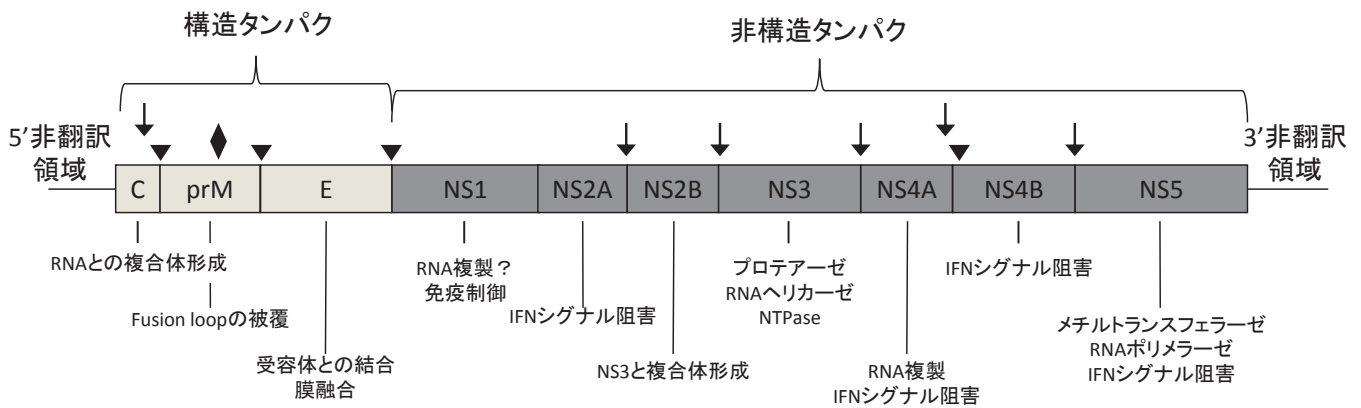 構造タンパク
非構造タンパク
5'非翻訳
領域
3'非翻訳
領域
C
prM
E
NS1
NS2A
NS2B
NS3
NS4A
NS4B
NS5
RNAとの複合体形成
Fusion loopの被覆
受容体との結合
膜融合
RNA複製？
免疫制御
IFNシグナル阻害
NS3と複合体形成
プロテアーゼ
RNAヘリカーゼ
NTPase
RNA複製
IFNシグナル阻害
IFNシグナル阻害
メチルトランスフェラーゼ
RNAポリメラーゼ
IFNシグナル阻害